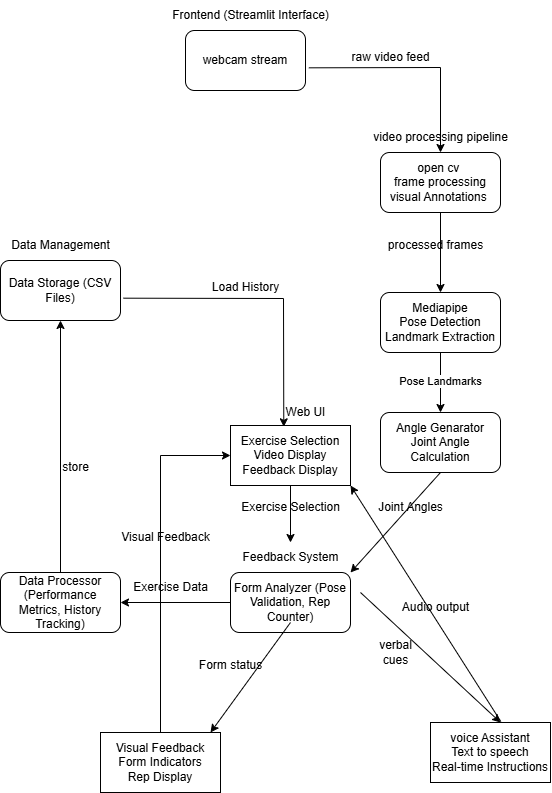 Frontend (Streamlit Interface)
webcam stream
raw video feed
video processing pipeline
open cv
frame processing
visual Annotations
processed frames
Data Management
Data Storage (CSV
Files)
Load History
Mediapipe
Pose Detection
Landmark Extraction
Pose Landmarks
Web UI
Exercise Selection
Video Display
Feedback Display
Angle Genarator
Joint Angle
Calculation
store
Exercise Selection
Joint Angles
Visual Feedback
Feedback System
Data Processor
(Performance
Metrics, History
Tracking)
Exercise Data
Form Analyzer (Pose
Validation, Rep
Counter)
Audio output
verbal
cues
Form status
Visual Feedback
Form Indicators
Rep Display
voice Assistant
Text to speech
Real-time Instructions